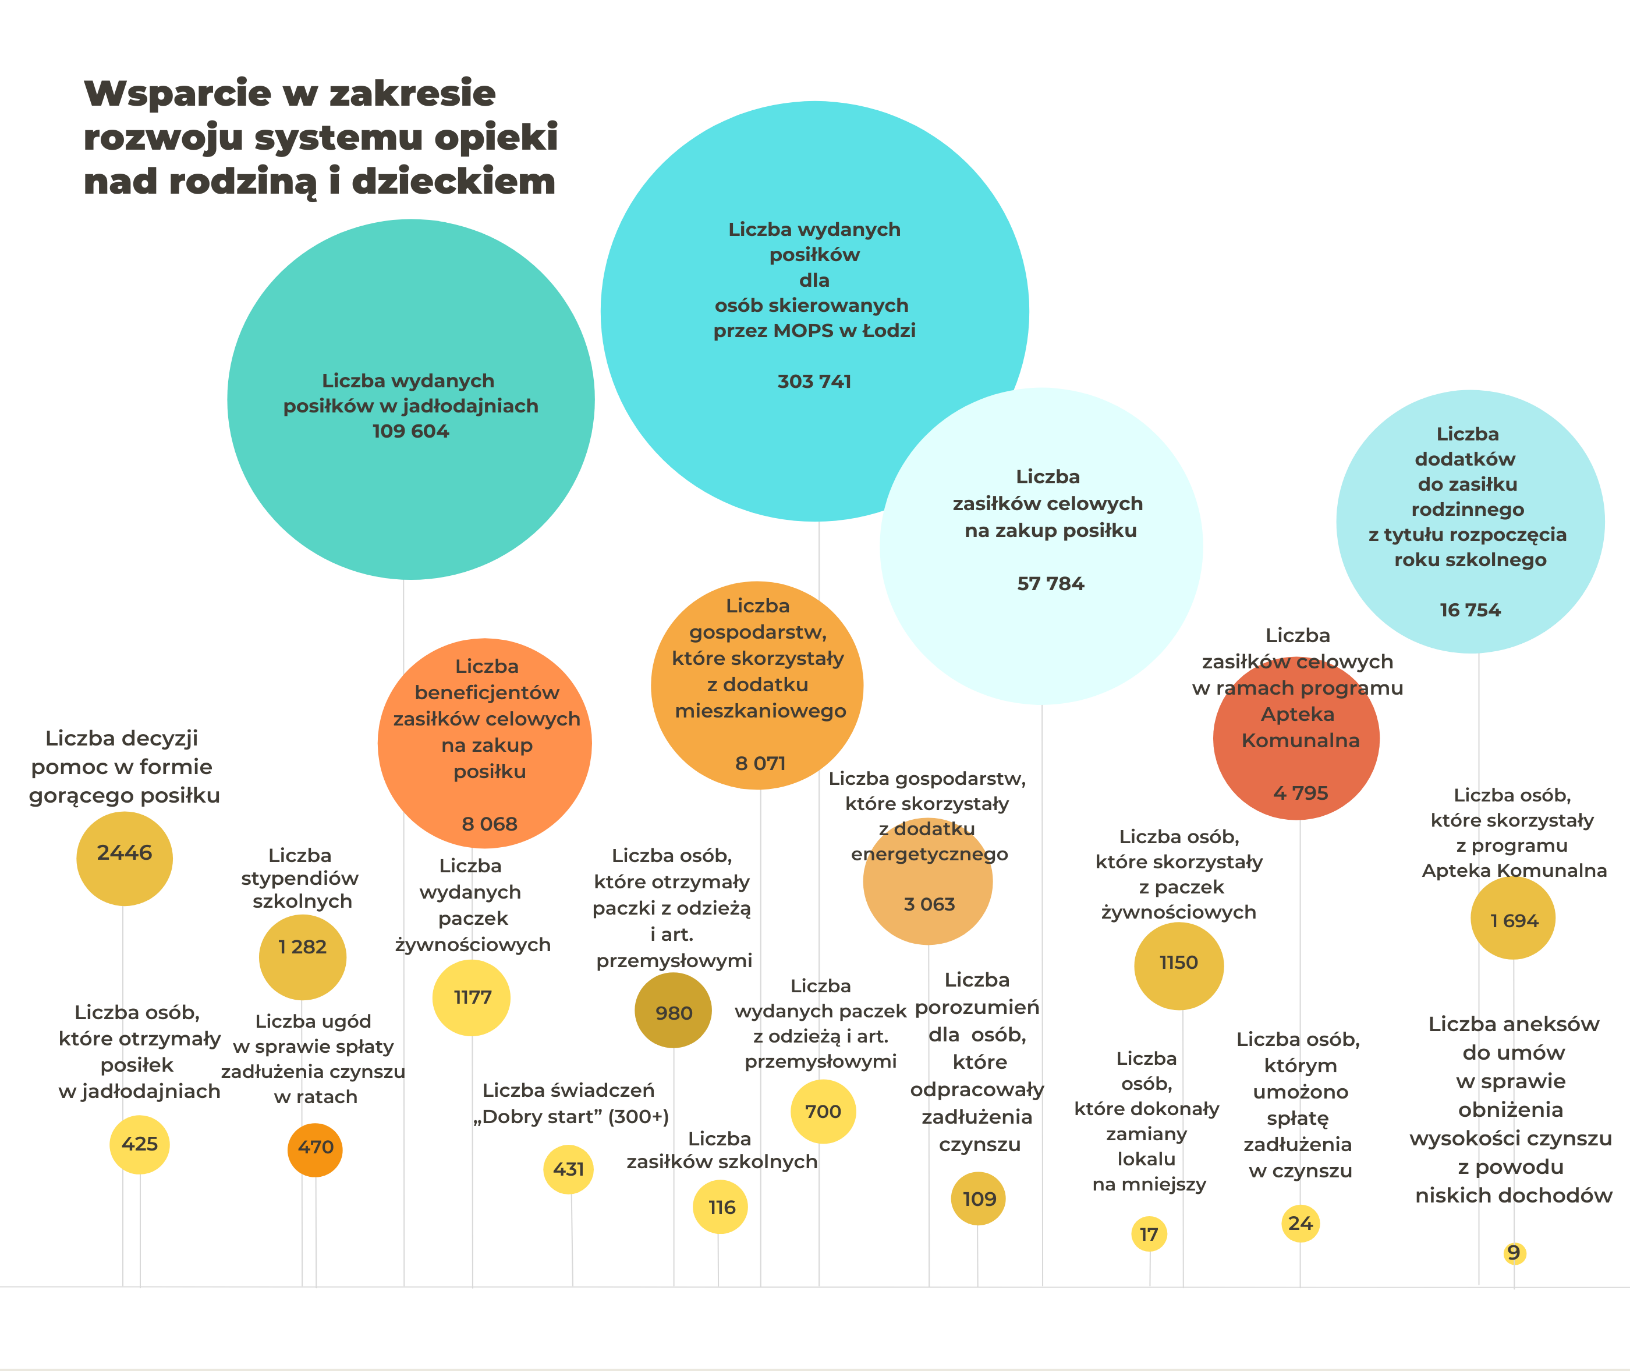 Wsparcie w zakresie
rozwoju systemu opieki
nad rodziną i dzieckiem
Liczba wydanych
posiłków
dla
osób skierowanych
przez MOPS w Łodzi
303 741
Liczba wydanych
posiłków w jadłodajniach
109 604
Liczba
zasiłków celowych
na zakup posiłku
57 784
Liczba
dodatków
do zasiłku
rodzinnego
z tytułu rozpoczęcia
roku szkolnego
16 754
Liczba
beneficjentów
zasiłków celowych
na zakup
posiłku
8 068
Liczba
gospodarstw,
które skorzystały
z dodatku
mieszkaniowego
8 071
Liczba
zasiłków celowych
w ramach programu
Apteka
Komunalna
4 795
Liczba decyzji
pomoc w formie
gorącego posiłku
2446
Liczba
stypendiów
szkolnych
1 282
Liczba
wydanych
paczek
żywnościowych
1177
Liczba osób,
które otrzymały
paczki z odzieżą
i art.
przemysłowymi
980
Liczba gospodarstw,
które skorzystały
z dodatku
energetycznego
3 063
Liczba osób,
które skorzystały
z paczek
żywnościowych
1150
Liczba osób,
które skorzystały
z programu
Apteka Komunalna
1 694
Liczba osób,
które otrzymały
posiłek
w jadłodajniach
425
Liczba ugód
w sprawie spłaty
zadłużenia czynszu
w ratach
470
Liczba świadczeń
„Dobry start” (300+)
431
Liczba
zasiłków szkolnych
116
Liczba
wydanych paczek
z odzieżą i art.
przemysłowymi
700
Liczba
porozumień
dla osób,
które
odpracowały
zadłużenia
czynszu
109
Liczba
osób,
które dokonały
zamiany
lokalu
na mniejszy
17
Liczba osób,
którym
umożono
spłatę
zadłużenia
w czynszu
24
Liczba aneksów
do umów
w sprawie
obniżenia
wysokości czynszu
z powodu
niskich dochodów
9